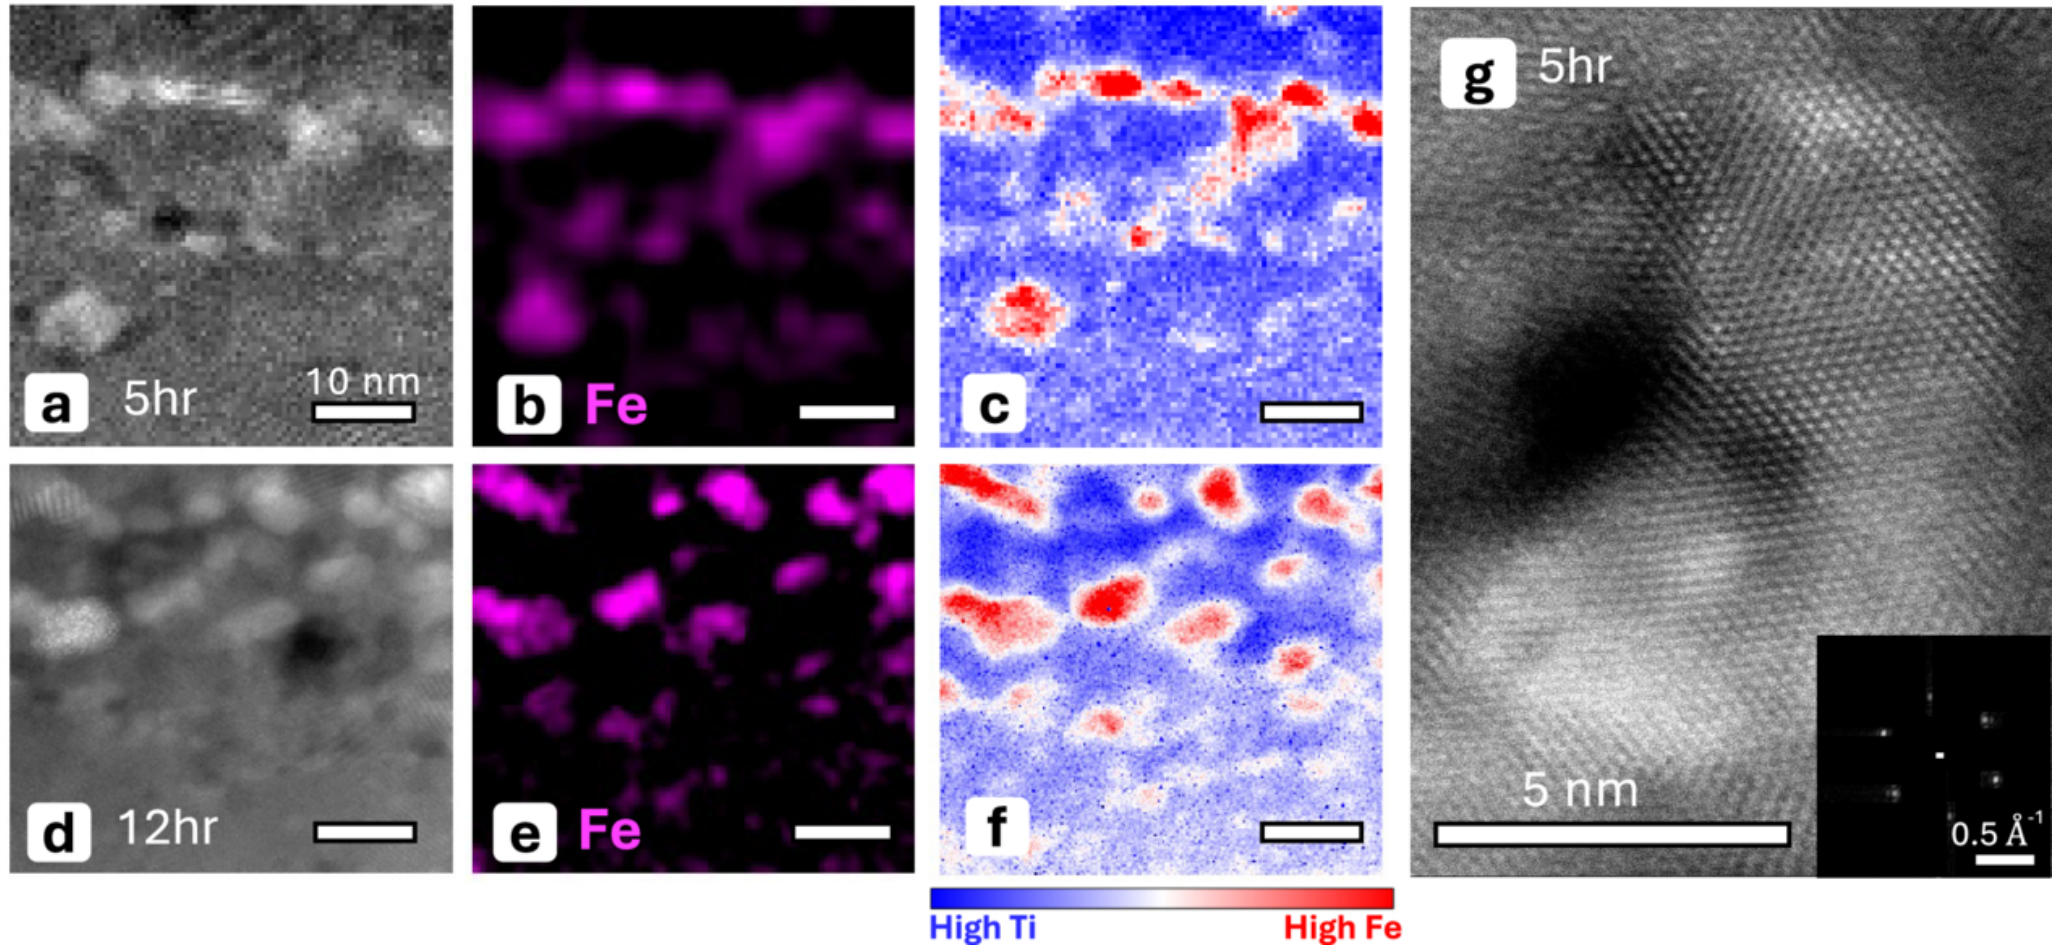 a 5hr 10 nm
b Fe
c
g 5hr
d 12hr
e Fe
f
5 nm
0.5 Å⁻¹
High Ti High Fe